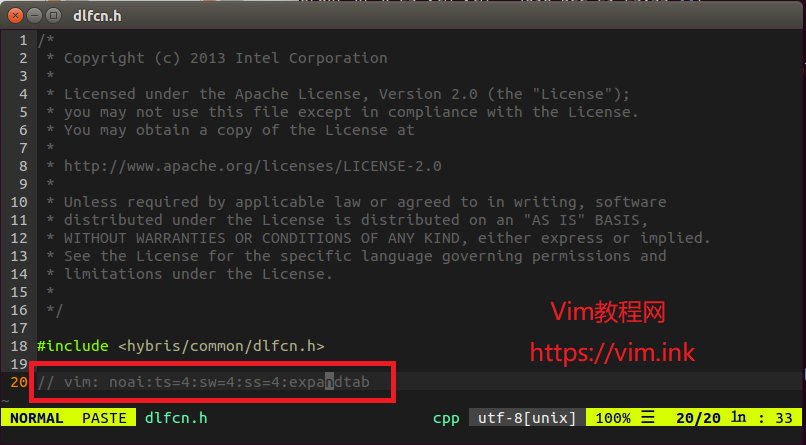 dlfcn.h
1 /*
2  * Copyright (c) 2013 Intel Corporation
3  *
4  * Licensed under the Apache License, Version 2.0 (the "License");
5  * you may not use this file except in compliance with the License.
6  * You may obtain a copy of the License at
7  *
8  * http://www.apache.org/licenses/LICENSE-2.0
9  *
10  * Unless required by applicable law or agreed to in writing, software
11  * distributed under the License is distributed on an "AS IS" BASIS,
12  * WITHOUT WARRANTIES OR CONDITIONS OF ANY KIND, either express or implied.
13  * See the License for the specific language governing permissions and
14  * limitations under the License.
15  *
16  */
17
18 #include <hybris/common/dlfcn.h>
19
20 // vim: noai:ts=4:sw=4:ss=4:expandtab
~
Vim教程网
https://vim.ink
NORMAL PASTE dlfcn.h cpp utf-8[unix] 100% ☰ 20/20 ㏑ : 33